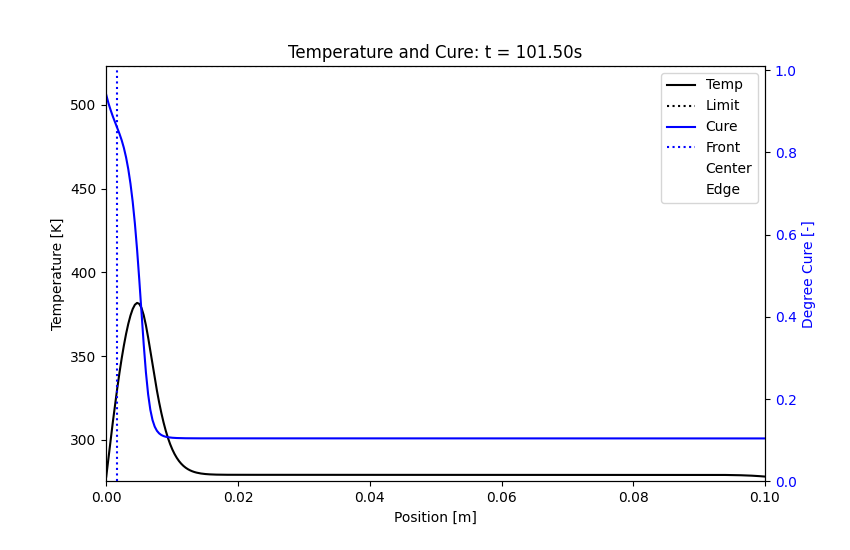 Temperature and Cure: t = 101.50s
Temp
Limit
Cure
Front
Center
Edge
500
450
400
350
300
Temperature [K]
1.0
0.8
0.6
0.4
0.2
0.0
Degree Cure [-]
0.00 0.02 0.04 0.06 0.08 0.10
Position [m]